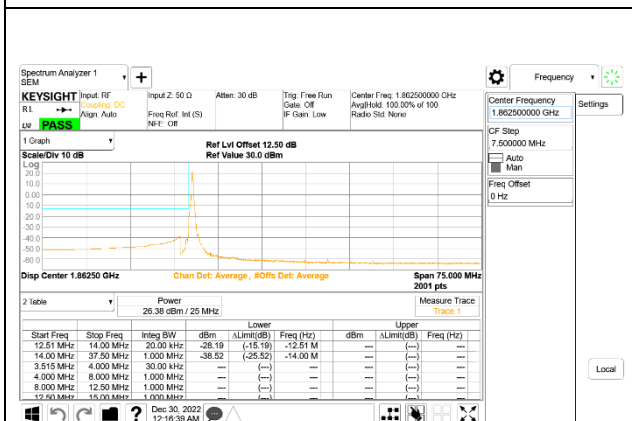 Spectrum Analyzer 1
SEM
Frequency
KEYSIGHT Input: RF Input Z: 50 Ω Atten: 30 dB Trig: Free Run Center Freq: 1.862500000 GHz
RL Coupling: DC Gate: Off Avg|Hold: 100.00% of 100
Align: Auto Freq Ref: Int (S) IF Gain: Low Radio Std: None
PASS NFE: Off
Center Frequency
1.862500000 GHz
Settings
CF Step
7.500000 MHz
Auto
Man
Freq Offset
0 Hz
1 Graph
Ref Lvl Offset 12.50 dB
Scale/Div 10 dB Ref Value 30.0 dBm
Log
20.0
10.0
0.00
-10.0
-20.0
-30.0
-40.0
-50.0
-60.0
Disp Center 1.86250 GHz Chan Det: Average, #Offs Det: Average Span 75.000 MHz
2001 pts
2 Table Power Measure Trace
26.38 dBm / 25 MHz Trace 1
Lower Upper
Start Freq Stop Freq Integ BW dBm ΔLimit(dB) Freq (Hz) dBm ΔLimit(dB) Freq (Hz)
12.51 MHz 14.00 MHz 20.00 kHz -28.19 (-15.19) -12.51 M --- (---) ---
14.00 MHz 37.50 MHz 1.000 MHz -38.52 (-25.52) -14.00 M --- (---) ---
3.515 MHz 4.000 MHz 30.00 kHz --- (---) --- --- (---) ---
4.000 MHz 8.000 MHz 1.000 MHz --- (---) --- --- (---) ---
8.000 MHz 12.50 MHz 1.000 MHz --- (---) --- --- (---) ---
12.50 MHz 15.00 MHz 1.000 MHz --- (---) --- --- (---) ---
Local
? Dec 30, 2022
12:16:39 AM